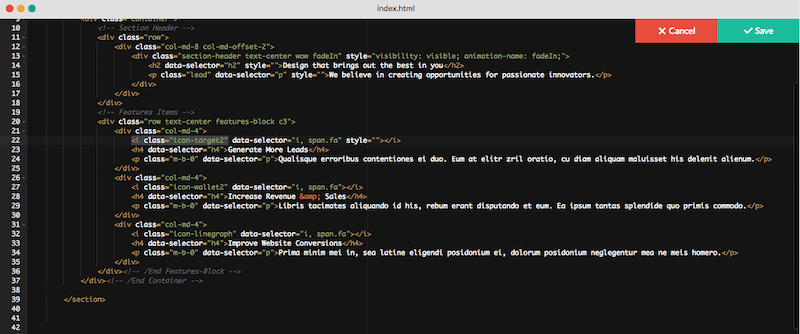 index.html
✖ Cancel
✔ Save
9 <div class="container">
10 <!-- Section Header -->
11 <div class="row">
12 <div class="col-md-8 col-md-offset-2">
13 <div class="section-header text-center wow fadeIn" style="visibility: visible; animation-name: fadeIn;">
14 <h2 data-selector="h2" style="">Design that brings out the best in you</h2>
15 <p class="lead" data-selector="p" style="">We believe in creating opportunities for passionate innovators.</p>
16 </div>
17 </div>
18 </div>
19 <!-- Features Items -->
20 <div class="row text-center features-block c3">
21 <div class="col-md-4">
22 <i class="icon-target2" data-selector="i, span.fa" style=""></i>
23 <h4 data-selector="h4">Generate More Leads</h4>
24 <p class="m-b-0" data-selector="p">Qualisque erroribus contentiones ei duo. Eum at elitr zril oratio, cu diam aliquam maluisset his delenit alienum.</p>
25 </div>
26 <div class="col-md-4">
27 <i class="icon-wallet2" data-selector="i, span.fa"></i>
28 <h4 data-selector="h4">Increase Revenue &amp; Sales</h4>
29 <p class="m-b-0" data-selector="p">Libris tacimates aliquando id his, rebum erant disputando et eum. Ea ipsum tantas splendide quo primis commodo.</p>
30 </div>
31 <div class="col-md-4">
32 <i class="icon-linegraph" data-selector="i, span.fa"></i>
33 <h4 data-selector="h4">Improve Website Conversions</h4>
34 <p class="m-b-0" data-selector="p">Prima minim mei in, sea latine eligendi posidonium ei, dolorum posidonium neglegentur mea ne meis homero.</p>
35 </div>
36 </div><!-- /End Features-Block -->
37 </div><!-- /End Container -->
38
39 </section>
40
41
42